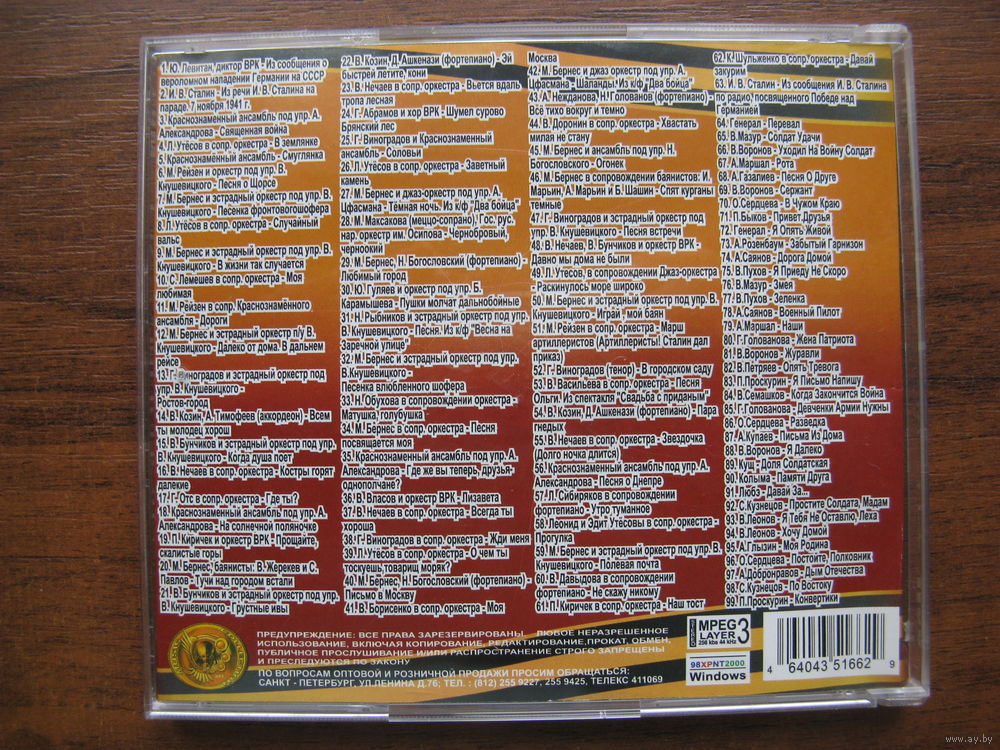 1. Ю. Левитан, диктор ВРК - Из сообщения о
вероломном нападении Германии на СССР
2. И. В. Сталин - Из речи И. В. Сталина на
параде, 7 ноября 1941 г.
3. Краснознаменный ансамбль под упр. А.
Александрова - Священная война
4. Л. Утёсов в сопр. оркестра - В землянке
5. Краснознамённый ансамбль - Смуглянка
6. М. Рейзен и оркестр под упр. В.
Кнушевицкого - Песня о Щорсе
7. М. Бернес и эстрадный оркестр под упр. В.
Кнушевицкого - Песенка фронтовогошофера
8. Л. Утёсов в сопр. оркестра - Случайный
вальс
9. М. Бернес и эстрадный оркестр под упр. В.
Кнушевицкого - В жизни так случается
10. С. Лемешев в сопр. оркестра - Моя
любимая
11. М. Рейзен в сопр. Краснознамённого
ансамбля - Дороги
12. М. Бернес и эстрадный оркестр п/у В.
Кнушевицкого - Далеко от дома. В дальнем
рейсе
13. Г. Виноградов и эстрадный оркестр под
упр. В. Кнушевицкого -
Ростов-город
14. В. Козин, А. Тимофеев (аккордеон) - Всем
ты молодец хорош
15. В. Бунчиков и эстрадный оркестр под упр.
В. Кнушевицкого - Когда душа поет
16. В. Нечаев в сопр. оркестра - Костры горят
далекие
17. Г. Отс в сопр. оркестра - Где ты?
18. Краснознаменный ансамбль под упр. А.
Александрова - На солнечной поляночке
19. П. Киричек и оркестр ВРК - Прощайте,
скалистые горы
20. М. Бернес, баянисты: В. Жерехев и С.
Павлов - Тучи над городом встали
21. В. Бунчиков и эстрадный оркестр под упр.
В. Кнушевицкого - Грустные ивы
22. В. Козин, Д. Ашкенази (фортепиано) - Эй
быстрей летите, кони
23. В. Нечаев в сопр. оркестра - Вьется вдаль
тропа лесная
24. Г. Абрамов и хор ВРК - Шумел сурово
Брянский лес
25. Г. Виноградов и Краснознаменный
ансамбль - Соловьи
26. Л. Утёсов в сопр. оркестра - Заветный
камень
27. М. Бернес и джаз-оркестр под упр. А.
Цфасмана - Тёмная ночь. Из к/ф "Два бойца"
28. М. Максакова (меццо-сопрано), Гос. рус.
нар. оркестр им. Осипова - Чернобровый,
черноокий
29. М. Бернес, Н. Богословский (фортепиано) -
Любимый город
30. Ю. Гуляев и оркестр под упр. Б.
Карамышева - Пушки молчат дальнобойные
31. Н. Рыбников и эстрадный оркестр под упр.
В. Кнушевицкого - Песня. Из к/ф "Весна на
Заречной улице"
32. М. Бернес и эстрадный оркестр под упр.
В.Кнушевицкого -
Песенка влюбленного шофера
33. Н. Обухова в сопровождении оркестра -
Матушка, голубушка
34. М. Бернес в сопр. оркестра - Песня
посвящается моя
35. Краснознаменный ансамбль под упр. А.
Александрова - Где же вы теперь, друзья-
однополчане?
36. В. Власов и оркестр ВРК - Лизавета
37. В. Нечаев в сопр. оркестра - Всегда ты
хороша
38. Г. Виноградов в сопр. оркестра - Жди меня
39. Л. Утесов в сопр. оркестра - О чем ты
тоскуешь,товарищ моряк?
40. М. Бернес, Н. Богословский (фортепиано) -
Письмо в Москву
41. В. Борисенко в сопр. оркестра - Моя
Москва
42. М. Бернес и джаз оркестр под упр. А.
Цфасмана - Шаланды. Из к/ф "Два бойца"
43. А. Нежданова, Н. Голованов (фортепиано) -
Всё тихо вокруг и темно
44. В. Доронин в сопр. оркестра - Хвастать
милая не стану
45. М. Бернес и ансамбль под упр. Н.
Богословского - Огонек
46. М. Бернес в сопровождении баянистов: И.
Марьин, А. Марьин и Б. Шашин - Спят курганы
темные
47. Г. Виноградов и эстрадный оркестр под
упр. В. Кнушевицкого - Песня встречи
48. В. Нечаев, В. Бунчиков и оркестр ВРК -
Давно мы дома не были
49. Л. Утесов, в сопровождении Джаз-оркестра
- Раскинулось море широко
50. М. Бернес и эстрадный оркестр под упр. В.
Кнушевицкого - Играй , мой баян
51. М. Рейзен в сопр. оркестра - Марш
артиллеристов (Артиллеристы! Сталин дал
приказ)
52. Г. Виноградов (тенор) - В городском саду
53. В. Васильева в сопр. оркестра - Песня
Ольги. Из спектакля "Свадьба с приданым"
54. В. Козин, Д. Ашкенази (фортепиано) - Пара
гнедых
55. В. Нечаев в сопр. оркестра - Звездочка
(Долго ночка длится)
56. Краснознаменный ансамбль под упр. А.
Александрова - Песня о Днепре
57. Л. Сибиряков в сопровождении
фортепиано - Утро туманное
58. Леонид и Эдит Утесовы в сопр. оркестра -
Прогулка
59. М. Бернес и эстрадный оркестр под упр. В.
Кнушевицкого - Полевая почта
60. В. Давыдова в сопровождении
фортепиано - Не скажу никому
61. П. Киричек в сопр. оркестра - Наш тост
62. К. Шульженко в сопр. оркестра - Давай
закурим
63. И. В. Сталин - Из сообщения И. В. Сталина
по радио, посвященного Победе над
Германией
64. Генерал - Перевал
65. В.Мазур - Солдат Удачи
66. В.Воронов - Уходил На Войну Солдат
67. А.Маршал - Рота
68. А.Газалиев - Песня О Друге
69. В.Воронов - Сержант
70. О.Сердцева - В Чужом Краю
71. П.Быков - Привет Друзья
72. Генерал - Я Опять Живой
73. А.Розенбаум - Забытый Гарнизон
74. А.Саянов - Дорога Домой
75. В.Пухов - Я Приеду Не Скоро
76. В.Мазур - Змея
77. В.Пухов - Зеленка
78. А.Саянов - Военный Пилот
79. А.Маршал - Наши
80. Г.Голованова - Жена Патриота
81. В.Воронов - Журавли
82. В.Петряев - Опять Тревога
83. П.Проскурин - Я Письмо Напишу
84. В.Семашков - Когда Закончится Война
85. Г.Голованова - Девченки Армии Нужны
86. О.Сердцева - Разведка
87. А.Купаев - Письма Из Дома
88. В.Воронов - Я Далеко
89. Кущ - Доля Солдатская
90. Колыма - Памяти Друга
91. Любэ - Давай За...
92. С.Кузнецов - Простите Солдата, Мадам
93. В.Леонов - Я Тебя Не Оставлю, Леха
94. В.Леонов - Хочу Домой
95. А.Глызин - Моя Родина
96. О.Сердцева - Постойте, Полковник
97. А.Добронравов - Дым Отечества
98. С.Кузнецов - По Востоку
99. П.Проскурин - Конвертики
ПРЕДУПРЕЖДЕНИЕ: ВСЕ ПРАВА ЗАРЕЗЕРВИРОВАНЫ. ЛЮБОЕ НЕРАЗРЕШЕННОЕ
ИСПОЛЬЗОВАНИЕ, ВКЛЮЧАЯ КОПИРОВАНИЕ, РЕДАКТИРОВАНИЕ,ПРОКАТ, ОБМЕН,
ПУБЛИЧНОЕ ПРОСЛУШИВАНИЕ И/ИЛИ РАСПРОСТРАНЕНИЕ СТРОГО ЗАПРЕЩЕНЫ
И ПРЕСЛЕДУЮТСЯ ПО ЗАКОНУ
ПО ВОПРОСАМ ОПТОВОЙ И РОЗНИЧНОЙ ПРОДАЖИ ПРОСИМ ОБРАЩАТЬСЯ:
САНКТ - ПЕТЕРБУРГ, УЛ.ЛЕНИНА Д.76; ТЕЛ. : (812) 255 9227, 255 9425, ТЕЛЕКС 411069
MPEG
LAYER 3
256 kbs 44 kHz
98XPNT2000
Windows
4 64043 51662 9
www.ay.by